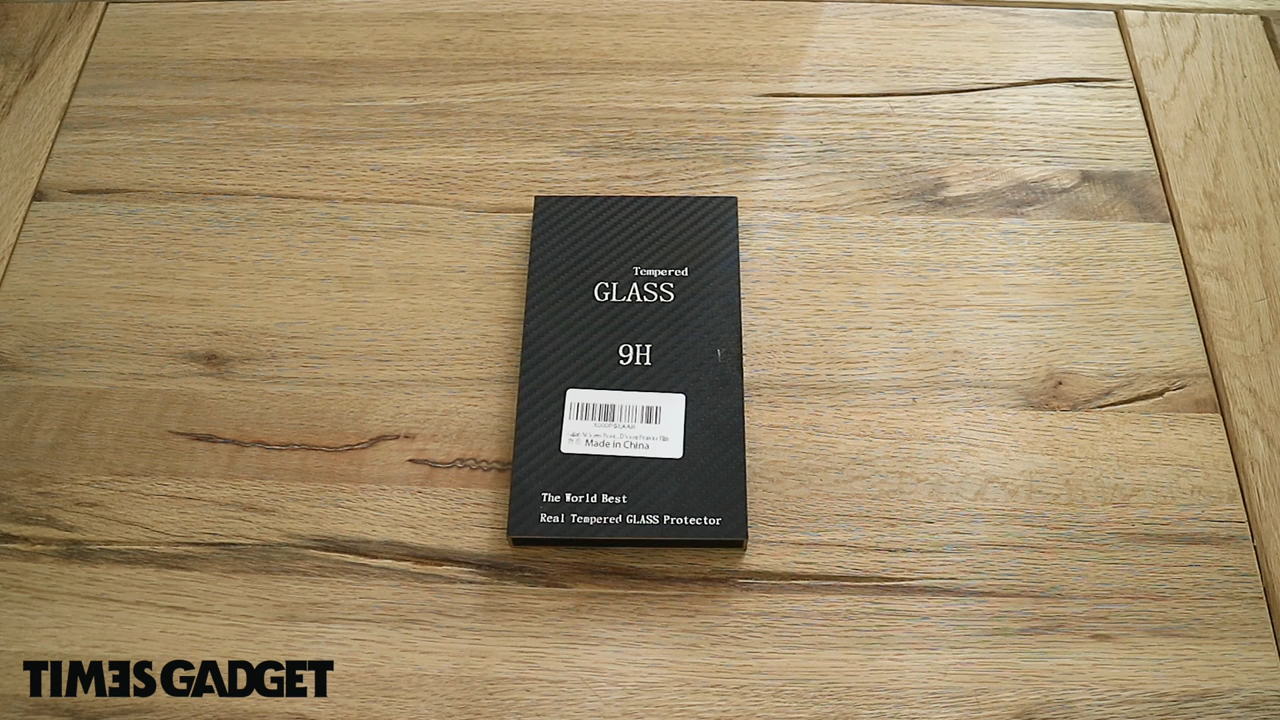 Tempered
GLASS
9H
Made in China
The World Best
Real Tempered GLASS Protector
TIMES GADGET